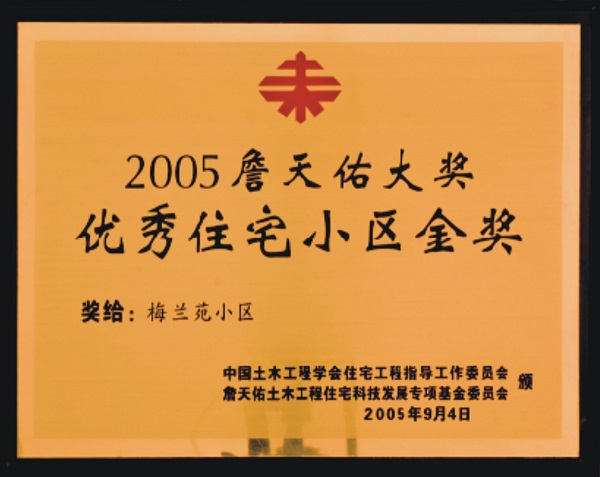 2005詹天佑大奖
优秀住宅小区金奖
奖给：梅兰苑小区
中国土木工程学会住宅工程指导工作委员会
詹天佑土木工程住宅科技发展专项基金委员会
颁
2005年9月4日